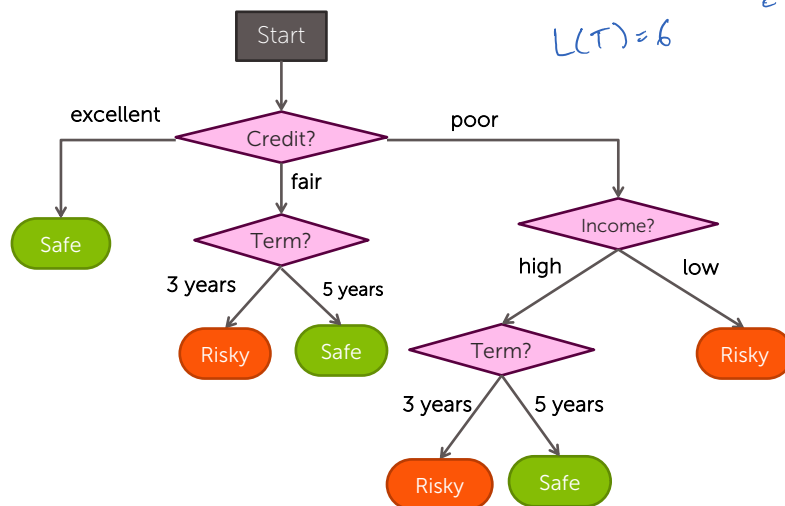 Start
L(T)=6
excellent
Credit?
poor
fair
Safe
Term?
Income?
3 years
5 years
high
low
Risky
Safe
Term?
Risky
3 years
5 years
Risky
Safe